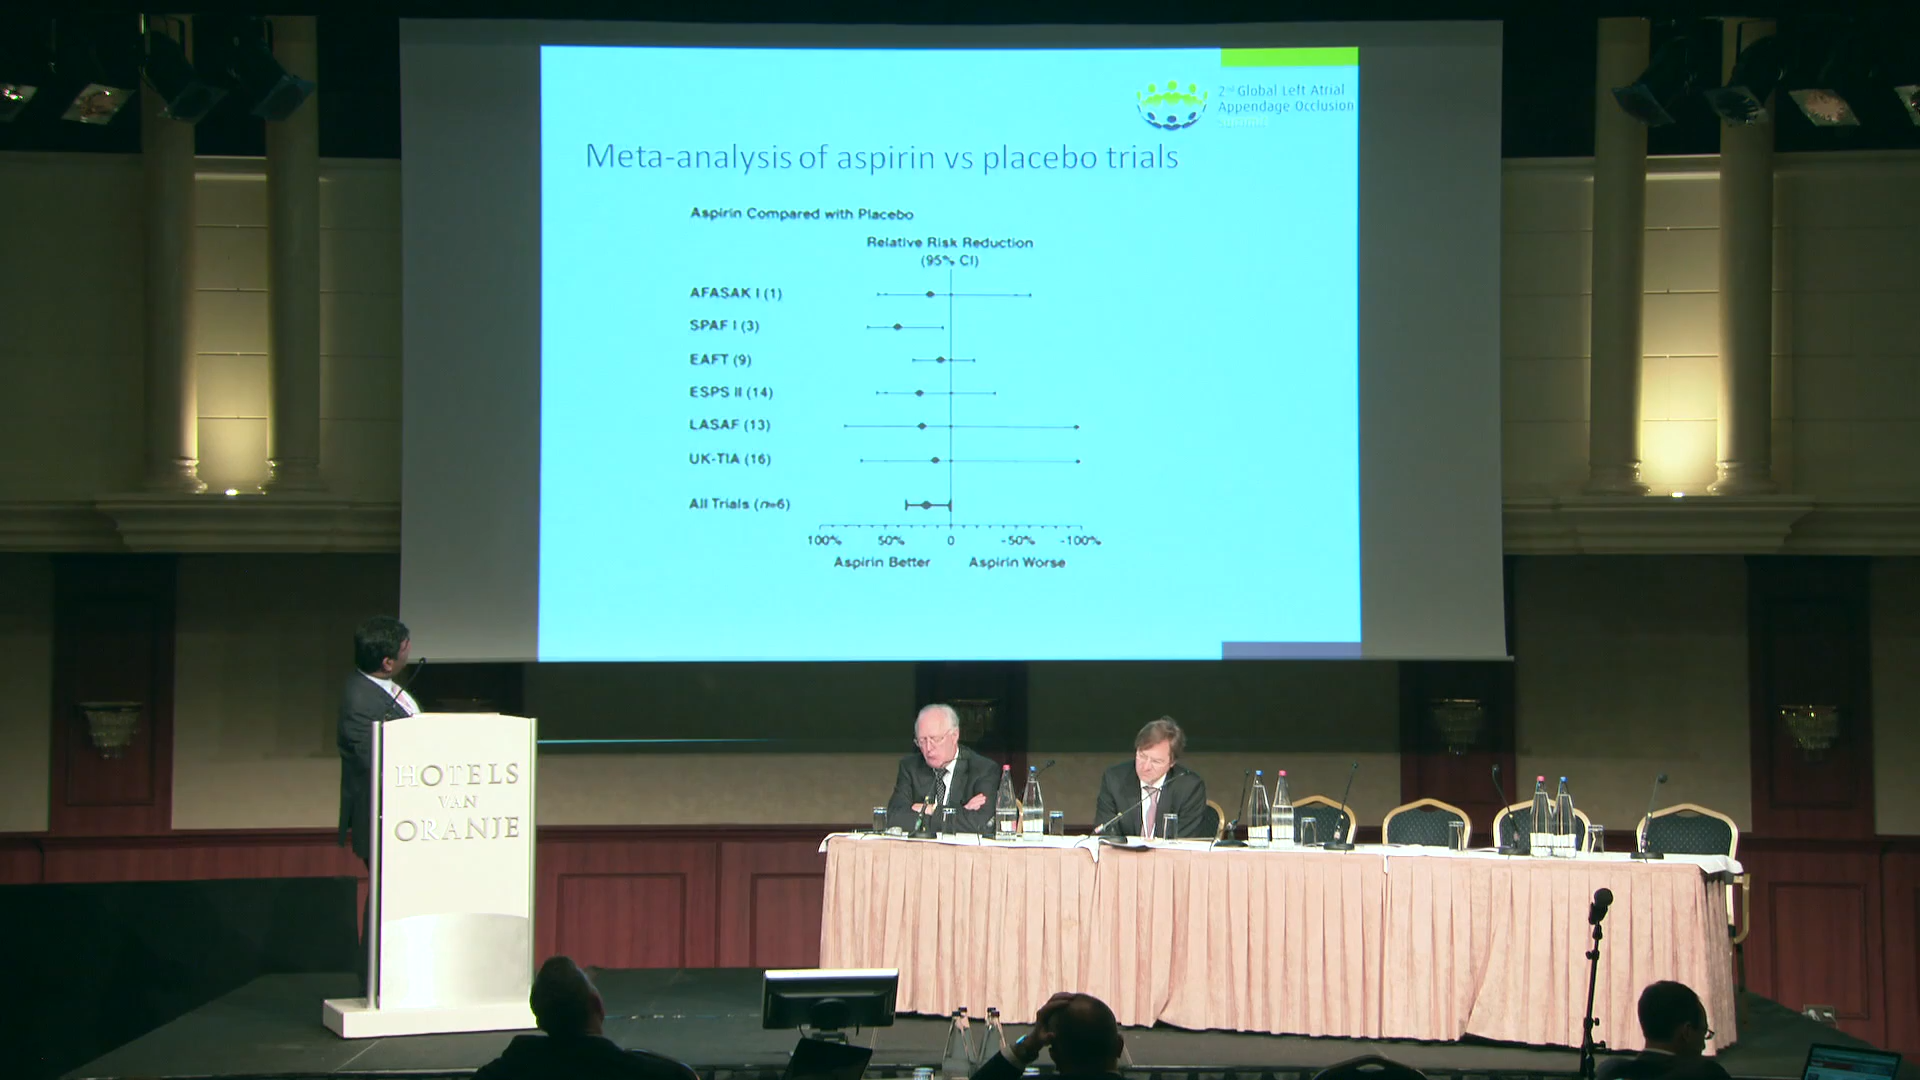 2nd Global Left Atrial
Appendage Occlusion
Summit
Meta-analysis of aspirin vs placebo trials
Aspirin Compared with Placebo
Relative Risk Reduction
(95% CI)
AFASAK I (1)
SPAF I (3)
EAFT (9)
ESPS II (14)
LASAF (13)
UK-TIA (16)
All Trials (n=6)
100% 50% 0 -50% -100%
Aspirin Better Aspirin Worse
HOTELS
VAN
ORANJE